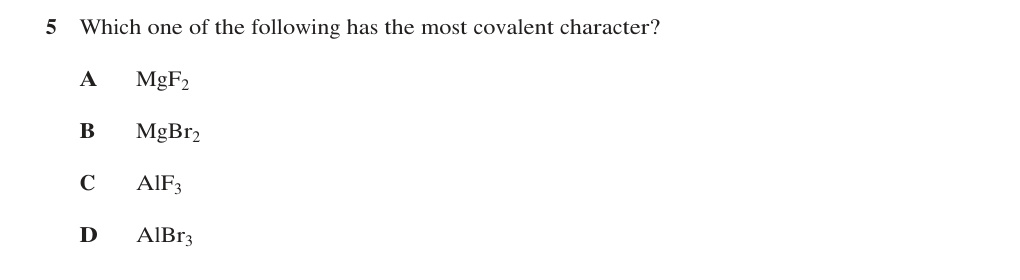 5 Which one of the following has the most covalent character?
A MgF₂
B MgBr₂
C AlF₃
D AlBr₃